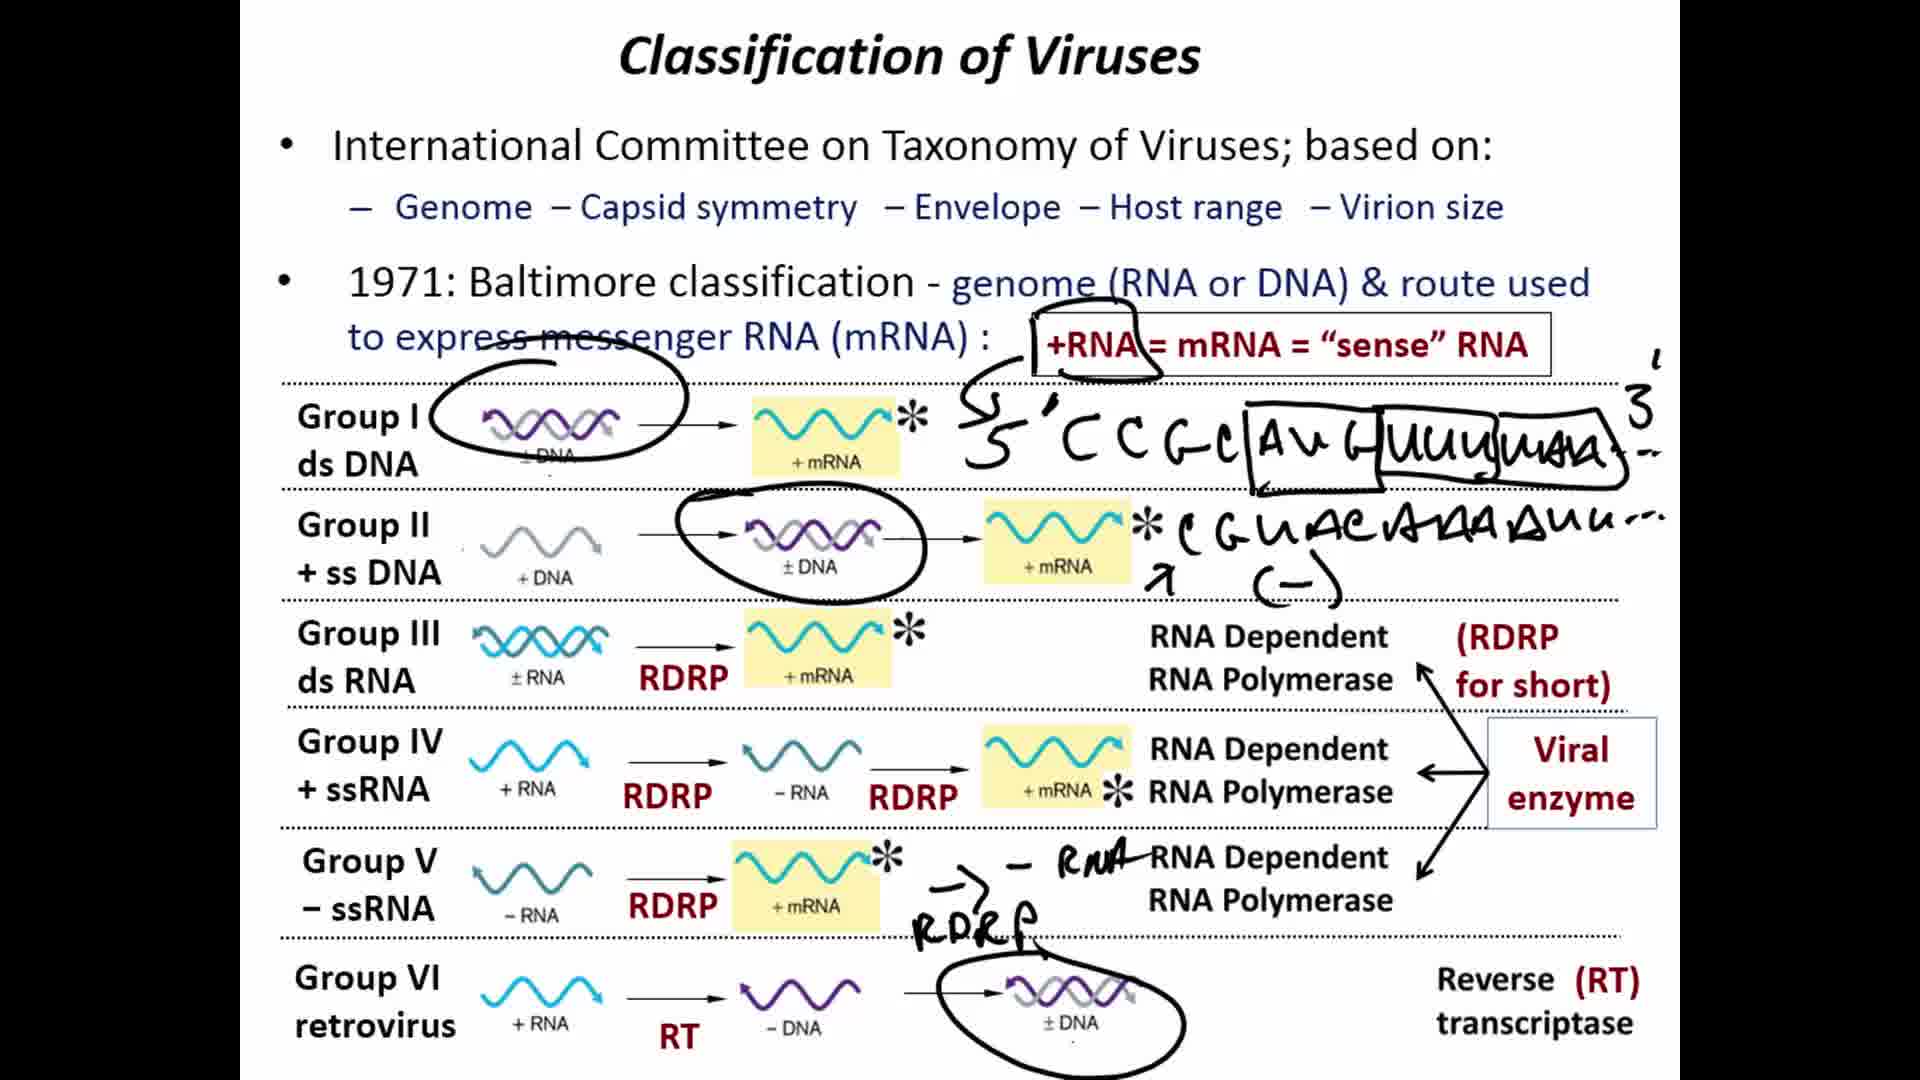 Classification of Viruses
• International Committee on Taxonomy of Viruses; based on:
– Genome – Capsid symmetry – Envelope – Host range – Virion size
• 1971: Baltimore classification - genome (RNA or DNA) & route used
to express messenger RNA (mRNA) :
+RNA = mRNA = “sense” RNA
Group I
ds DNA
± DNA
+ mRNA *
5' CCGC AUG UUU UAA ... 3'
Group II
+ ss DNA
+ DNA
± DNA
+ mRNA *
CGUACAAAAUU...
(–)
Group III
ds RNA
± RNA
RDRP
+ mRNA *
RNA Dependent
RNA Polymerase
(RDRP
for short)
Group IV
+ ssRNA
+ RNA
RDRP
– RNA
RDRP
+ mRNA *
RNA Dependent
RNA Polymerase
Viral
enzyme
Group V
– ssRNA
– RNA
RDRP
+ mRNA *
– RNA
RDRP
RNA Dependent
RNA Polymerase
Group VI
retrovirus
+ RNA
RT
– DNA
± DNA
Reverse (RT)
transcriptase